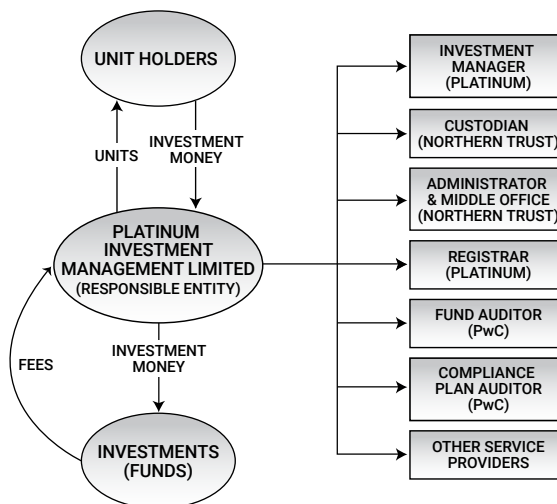 UNIT HOLDERS
UNITS
INVESTMENT
MONEY
PLATINUM
INVESTMENT
MANAGEMENT LIMITED
(RESPONSIBLE ENTITY)
FEES
INVESTMENT
MONEY
INVESTMENTS
(FUNDS)
INVESTMENT
MANAGER
(PLATINUM)
CUSTODIAN
(NORTHERN TRUST)
ADMINISTRATOR
& MIDDLE OFFICE
(NORTHERN TRUST)
REGISTRAR
(PLATINUM)
FUND AUDITOR
(PwC)
COMPLIANCE
PLAN AUDITOR
(PwC)
OTHER SERVICE
PROVIDERS